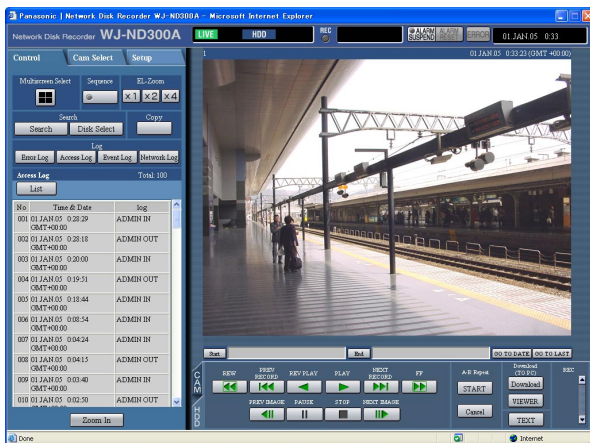 Panasonic | Network Disk Recorder WJ-ND300A - Microsoft Internet Explorer
Network Disk Recorder WJ-ND300A
LIVE HDD REC ALARM SUSPEND ALARM RESET ERROR 01.JAN.05 0:33
Control Cam Select Setup
1 01.JAN.05 0:33:23 (GMT +00:00)
Multiscreen Select Sequence EL-Zoom
x1 x2 x4
Search Copy
Search Disk Select
Log
Error Log Access Log Event Log Network Log
Access Log Total: 100
List
No Time & Date log
001 01.JAN.05 0:28:29 ADMIN IN
GMT+00:00
002 01.JAN.05 0:28:18 ADMIN OUT
GMT+00:00
003 01.JAN.05 0:20:00 ADMIN IN
GMT+00:00
004 01.JAN.05 0:19:51 ADMIN OUT
GMT+00:00
005 01.JAN.05 0:18:44 ADMIN IN
GMT+00:00
006 01.JAN.05 0:08:54 ADMIN IN
GMT+00:00
007 01.JAN.05 0:04:24 ADMIN IN
GMT+00:00
008 01.JAN.05 0:04:15 ADMIN OUT
GMT+00:00
009 01.JAN.05 0:03:40 ADMIN IN
GMT+00:00
010 01.JAN.05 0:02:50 ADMIN OUT
GMT+00:00
Zoom In
Start End GO TO DATE GO TO LAST
CAM
HDD
REW PREV RECORD REV PLAY PLAY NEXT RECORD FF
PREV IMAGE PAUSE STOP NEXT IMAGE
A-B Repeat
START
Cancel
Download (TO PC)
Download
VIEWER
TEXT
REC
Done Internet